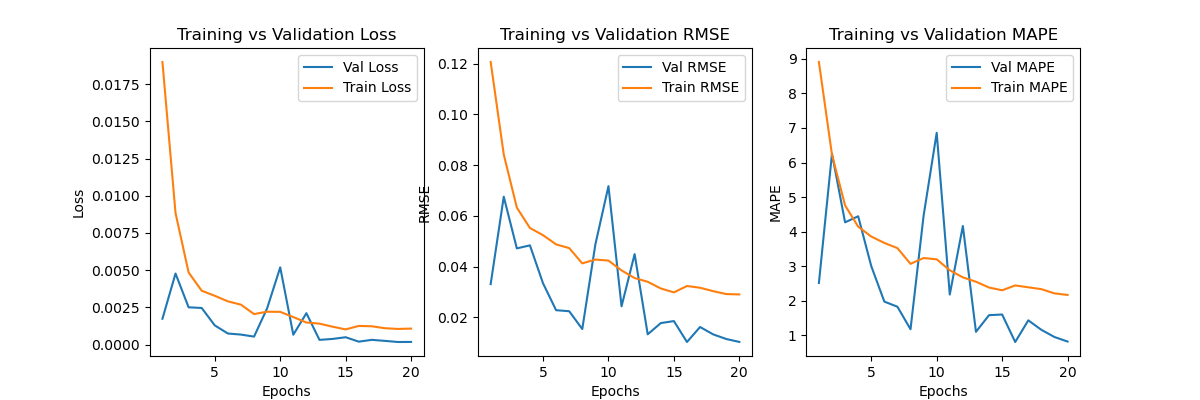 Training vs Validation Loss
Val Loss
Train Loss
0.0175
0.0150
0.0125
0.0100
0.0075
0.0050
0.0025
0.0000
Loss
5
10
15
20
Epochs
Training vs Validation RMSE
Val RMSE
Train RMSE
0.12
0.10
0.08
0.06
0.04
0.02
RMSE
5
10
15
20
Epochs
Training vs Validation MAPE
Val MAPE
Train MAPE
9
8
7
6
5
4
3
2
1
MAPE
5
10
15
20
Epochs